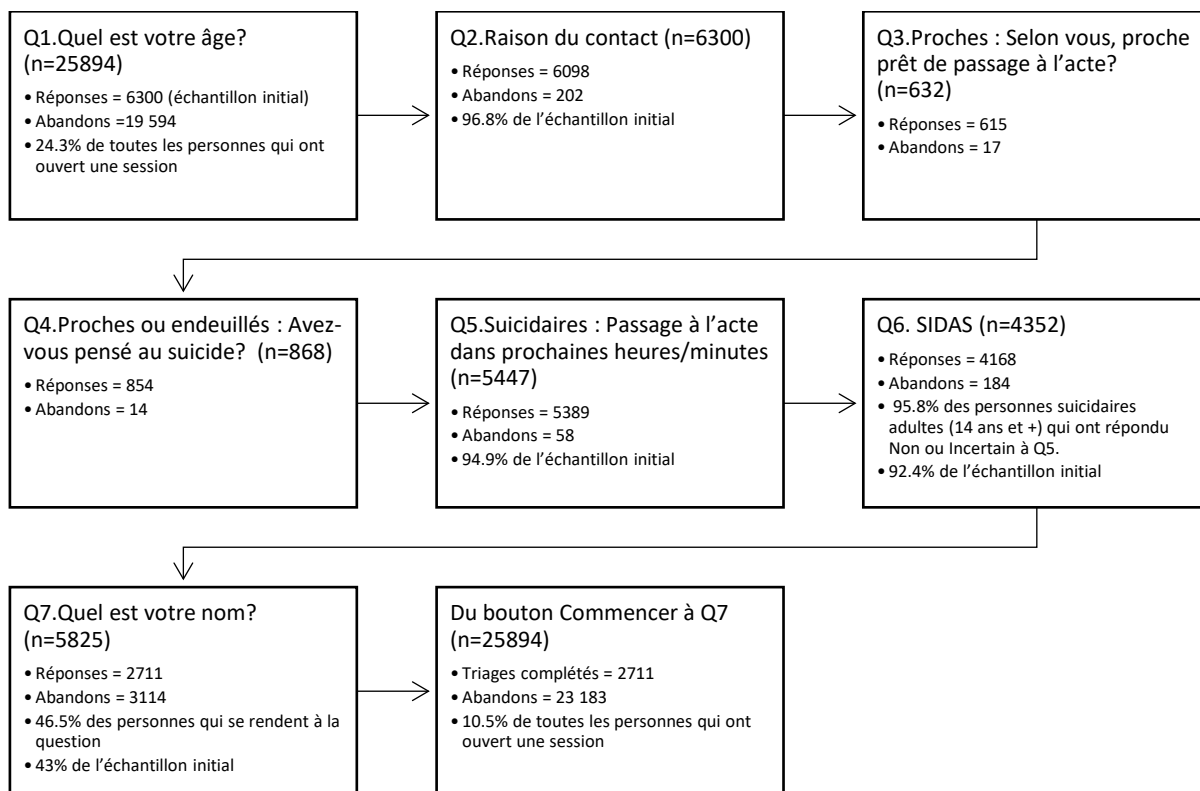 Q1.Quel est votre âge?
(n=25894)
• Réponses = 6300 (échantillon initial)
• Abandons =19 594
• 24.3% de toutes les personnes qui ont
ouvert une session
Q2.Raison du contact (n=6300)
• Réponses = 6098
• Abandons = 202
• 96.8% de l’échantillon initial
Q3.Proches : Selon vous, proche
prêt de passage à l’acte?
(n=632)
• Réponses = 615
• Abandons = 17
Q4.Proches ou endeuillés : Avez-
vous pensé au suicide? (n=868)
• Réponses = 854
• Abandons = 14
Q5.Suicidaires : Passage à l’acte
dans prochaines heures/minutes
(n=5447)
• Réponses = 5389
• Abandons = 58
• 94.9% de l’échantillon initial
Q6. SIDAS (n=4352)
• Réponses = 4168
• Abandons = 184
• 95.8% des personnes suicidaires
adultes (14 ans et +) qui ont répondu
Non ou Incertain à Q5.
• 92.4% de l’échantillon initial
Q7.Quel est votre nom?
(n=5825)
• Réponses = 2711
• Abandons = 3114
• 46.5% des personnes qui se rendent à la
question
• 43% de l’échantillon initial
Du bouton Commencer à Q7
(n=25894)
• Triages complétés = 2711
• Abandons = 23 183
• 10.5% de toutes les personnes qui ont
ouvert une session